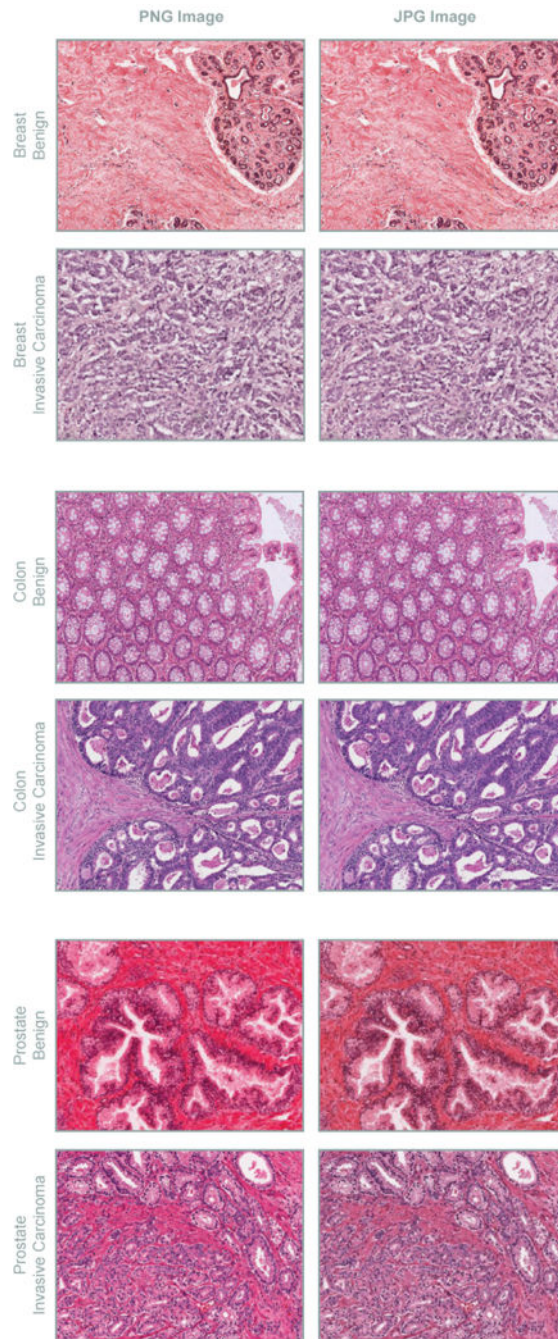 PNG Image
JPG Image
Breast
Benign
Breast
Invasive Carcinoma
Colon
Benign
Colon
Invasive Carcinoma
Prostate
Benign
Prostate
Invasive Carcinoma